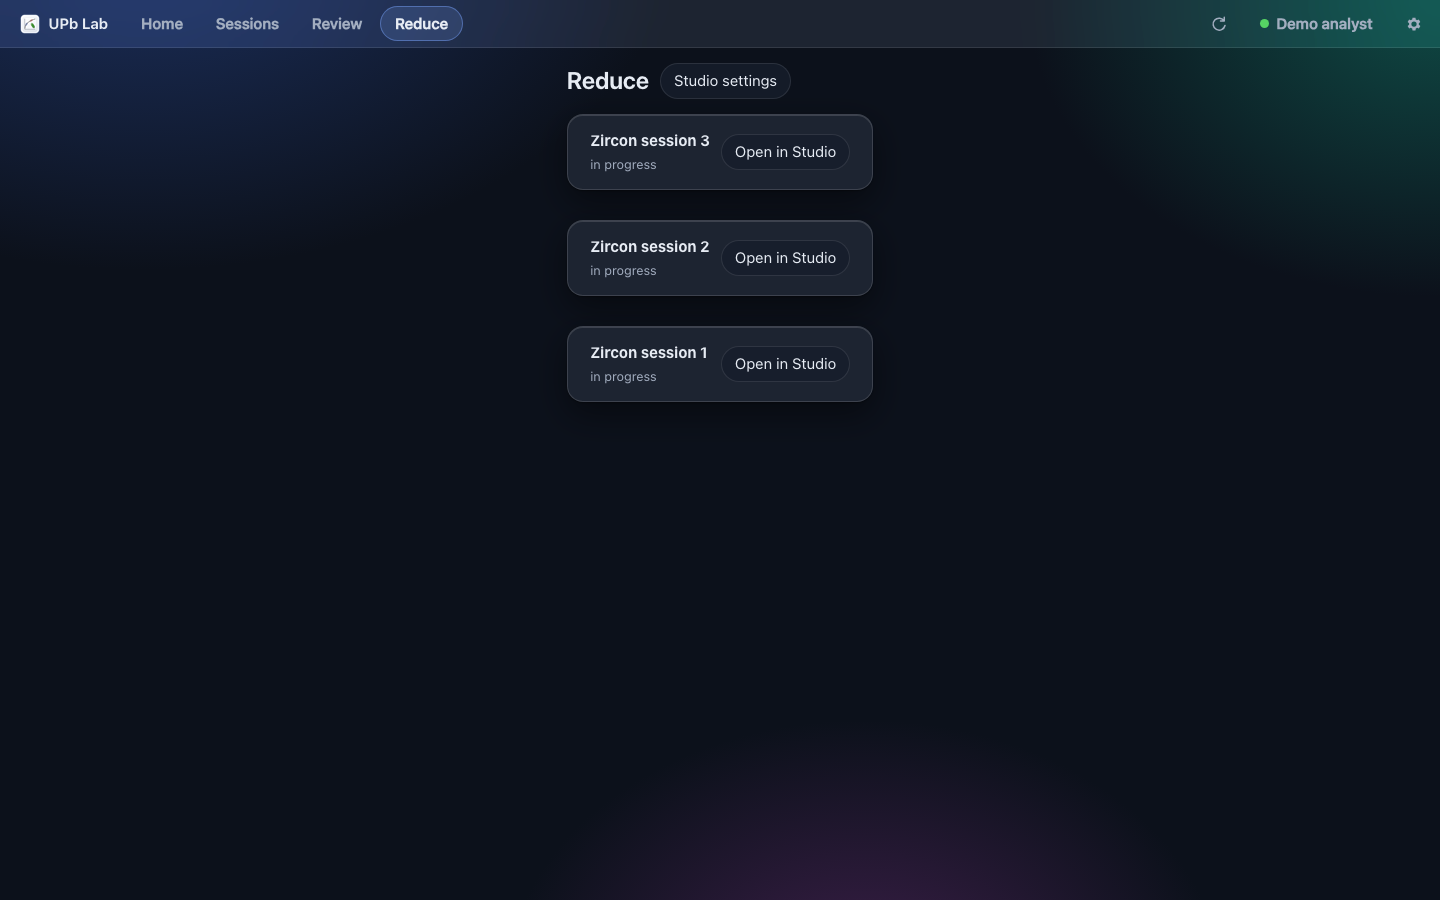 UPb Lab
Home
Sessions
Review
Reduce
Demo analyst
Reduce
Studio settings
Zircon session 3
in progress
Open in Studio
Zircon session 2
in progress
Open in Studio
Zircon session 1
in progress
Open in Studio